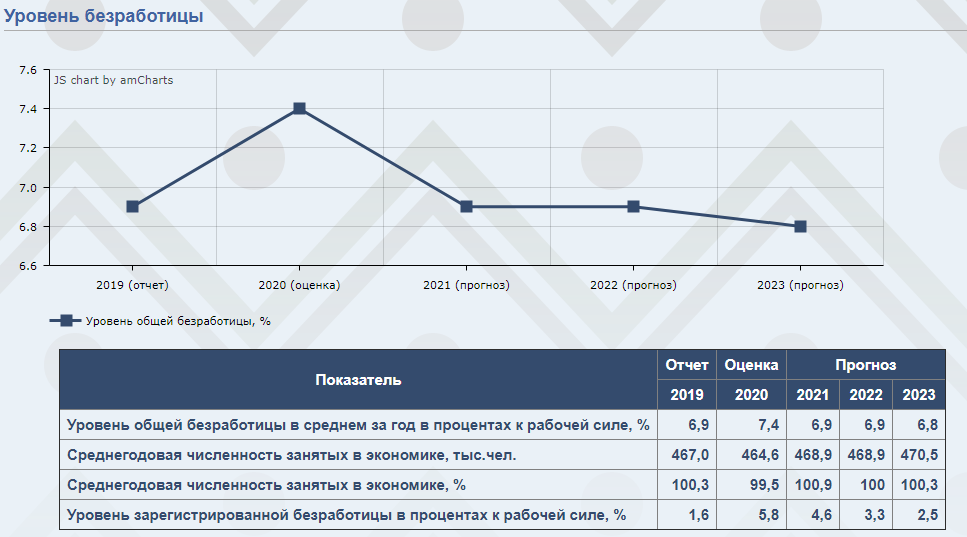 Уровень безработицы
7.6
JS chart by amCharts
7.4
7.2
7.0
6.8
6.6
2019 (отчет) 2020 (оценка) 2021 (прогноз) 2022 (прогноз) 2023 (прогноз)
Уровень общей безработицы, %
Показатель Отчет Оценка Прогноз
2019 2020 2021 2022 2023
Уровень общей безработицы в среднем за год в процентах к рабочей силе, % 6,9 7,4 6,9 6,9 6,8
Среднегодовая численность занятых в экономике, тыс.чел. 467,0 464,6 468,9 468,9 470,5
Среднегодовая численность занятых в экономике, % 100,3 99,5 100,9 100 100,3
Уровень зарегистрированной безработицы в процентах к рабочей силе, % 1,6 5,8 4,6 3,3 2,5